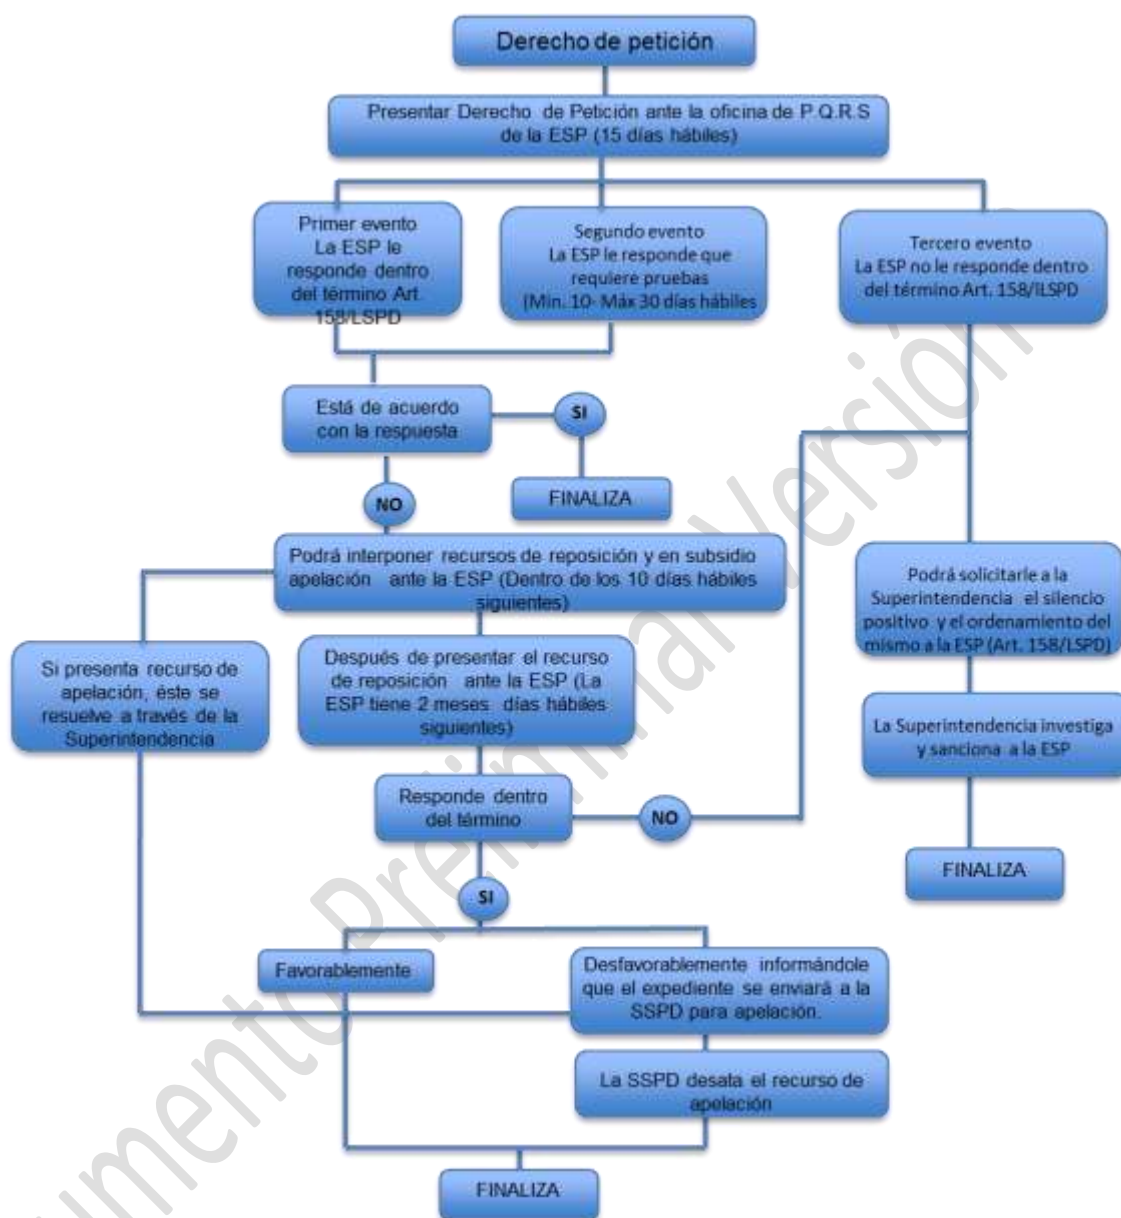 Derecho de petición
Presentar Derecho de Petición ante la oficina de P.Q.R.S
de la ESP (15 días hábiles)
Primer evento
La ESP le
responde dentro
del término Art.
158/LSPD
Segundo evento
La ESP le responde que
requiere pruebas
(Min. 10- Máx 30 días hábiles
Tercero evento
La ESP no le responde dentro
del término Art. 158/ILSPD
Está de acuerdo
con la respuesta
SI
FINALIZA
NO
Podrá interponer recursos de reposición y en subsidio
apelación ante la ESP (Dentro de los 10 días hábiles
siguientes)
Podrá solicitarle a la
Superintendencia el silencio
positivo y el ordenamiento del
mismo a la ESP (Art. 158/LSPD)
Si presenta recurso de
apelación, éste se
resuelve a través de la
Superintendencia
Después de presentar el recurso
de reposición ante la ESP (La
ESP tiene 2 meses días hábiles
siguientes)
La Superintendencia investiga
y sanciona a la ESP
Responde dentro
del término
NO
FINALIZA
SI
Favorablemente
Desfavorablemente informándole
que el expediente se enviará a la
SSPD para apelación.
La SSPD desata el recurso de
apelación
FINALIZA
umento Preliminar Versión